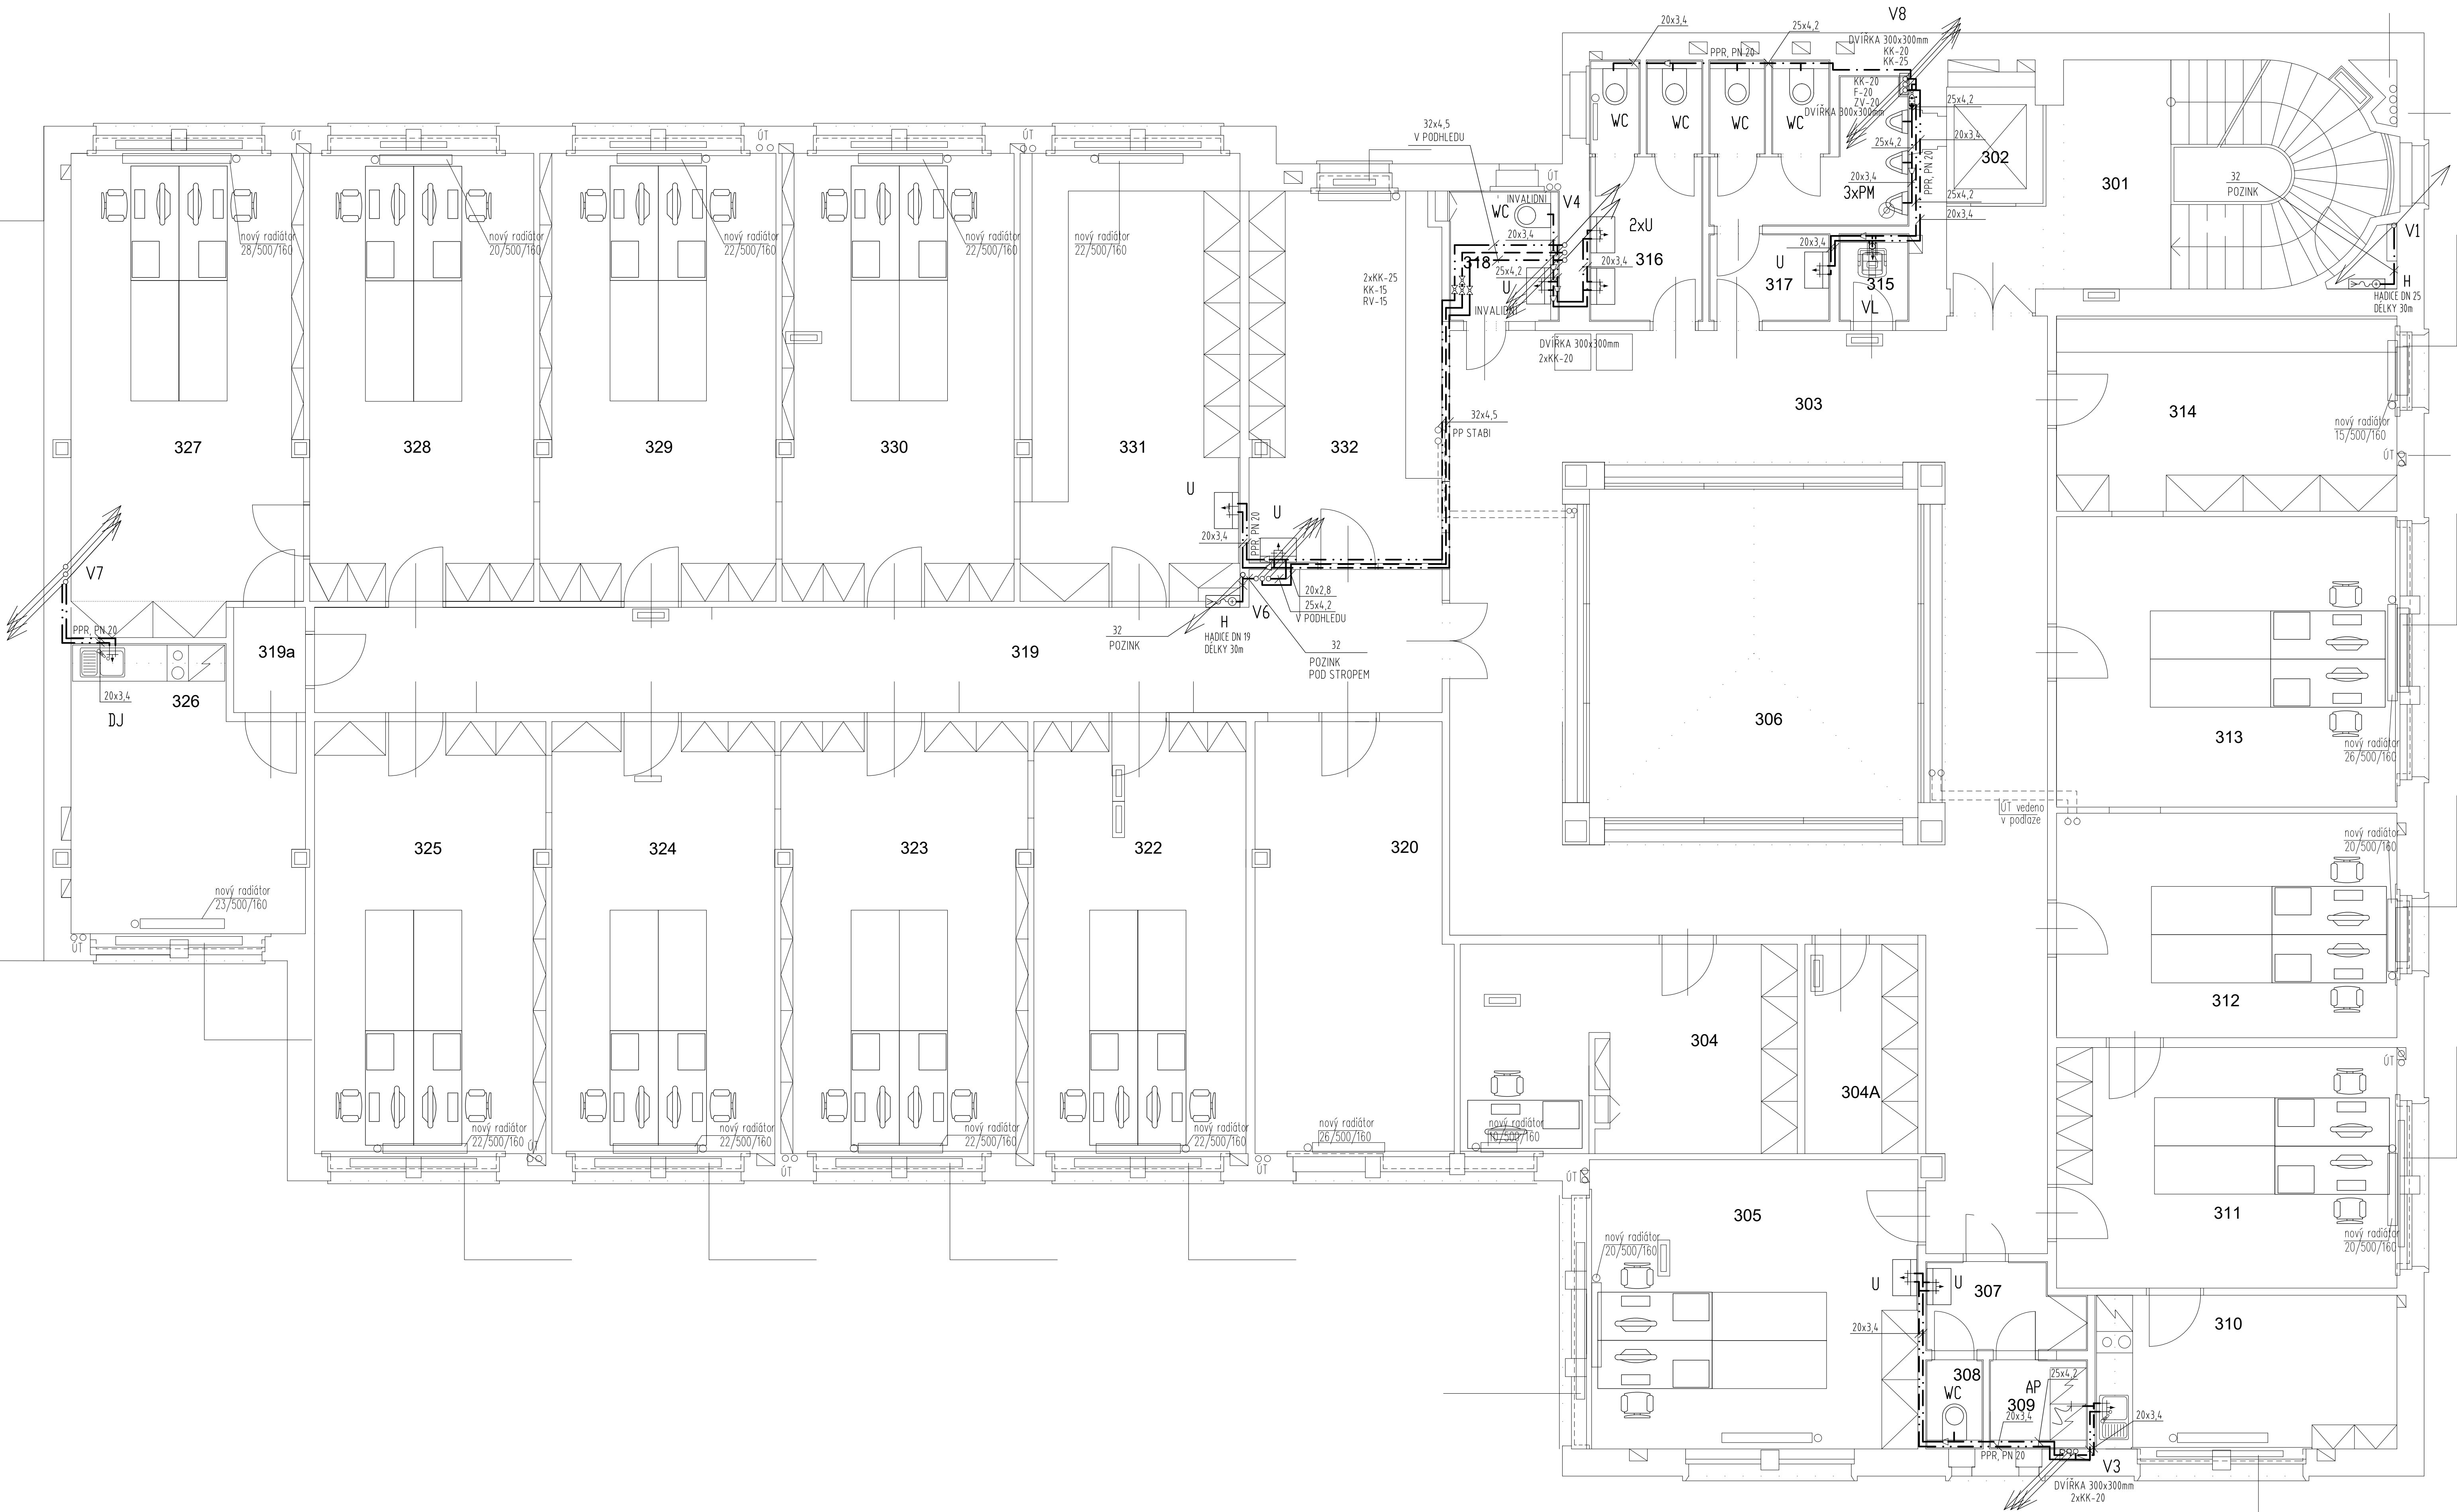 20x3,4
25x4,2
V8
DVÍŘKA 300x300mm
KK-20
KK-25
PPR, PN 20
KK-20
F-20
ZV-20
DVÍŘKA 300x300mm
WC
WC
WC
WC
25x4,2
20x3,4
25x4,2
PPR, PN 20
20x3,4
3xPM
25x4,2
20x3,4
302
301
32
POZINK
V1
H
HADICE DN 25
DÉLKY 30m
ÚT
ÚT
ÚT
32x4,5
V PODHLEDU
ÚT
INVALIDNI
WC
V4
20x3,4
2xU
318
25x4,2
U
INVALIDNI
20x3,4
316
20x3,4
U
317
315
VL
2xKK-25
KK-15
RV-15
DVÍŘKA 300x300mm
2xKK-20
nový radiátor
28/500/160
nový radiátor
20/500/160
nový radiátor
22/500/160
nový radiátor
22/500/160
nový radiátor
22/500/160
327
328
329
330
331
332
32x4,5
PP STABI
303
314
nový radiátor
15/500/160
ÚT
U
U
20x3,4
PPR, PN 20
V7
PPR, PN 20
20x3,4
DJ
326
319a
319
20x2,8
25x4,2
V PODHLEDU
V6
H
HADICE DN 19
DÉLKY 30m
32
POZINK
32
POZINK
POD STROPEM
306
313
nový radiátor
26/500/160
ÚT vedeno
v podlaze
nový radiátor
20/500/160
312
325
324
323
322
320
nový radiátor
23/500/160
ÚT
304
304A
ÚT
nový radiátor
22/500/160
ÚT
nový radiátor
22/500/160
ÚT
nový radiátor
22/500/160
nový radiátor
22/500/160
ÚT
nový radiátor
26/500/160
nový radiátor
10/500/160
ÚT
305
311
nový radiátor
20/500/160
nový radiátor
20/500/160
U
U
307
20x3,4
310
308
WC
AP
309
25x4,2
20x3,4
20x3,4
PPR, PN 20
V3
DVÍŘKA 300x300mm
2xKK-20